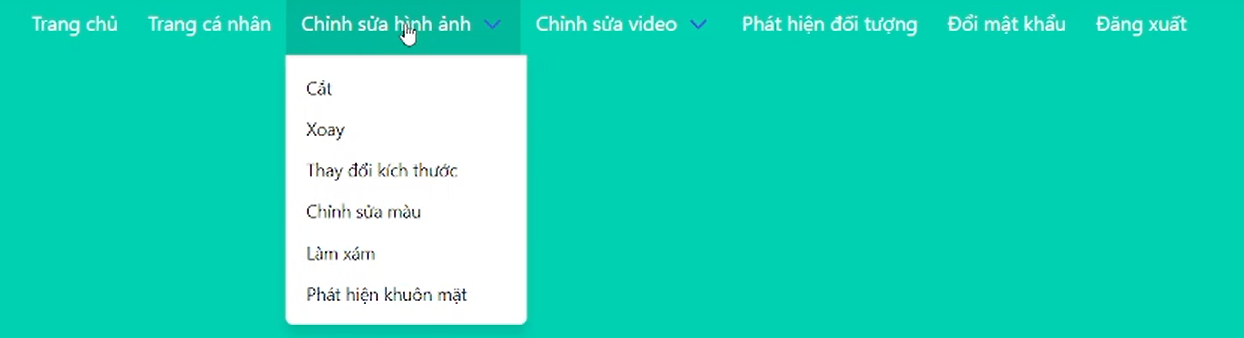 Trang chủ Trang cá nhân Chỉnh sửa hình ảnh Chỉnh sửa video Phát hiện đối tượng Đổi mật khẩu Đăng xuất
Cắt
Xoay
Thay đổi kích thước
Chỉnh sửa màu
Làm xám
Phát hiện khuôn mặt